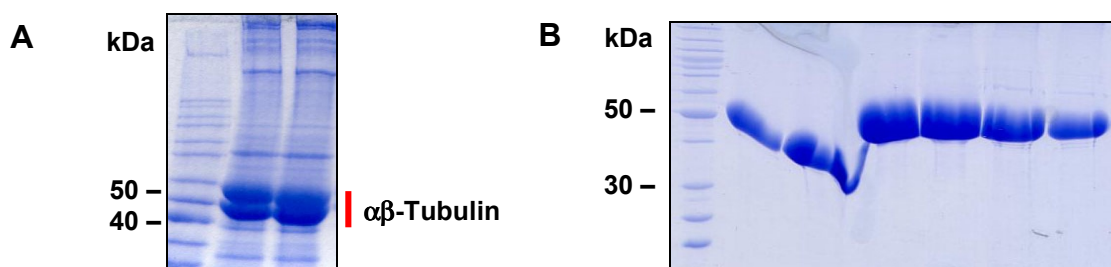 A
kDa
50 –
40 –
αβ-Tubulin
B
kDa
50 –
30 –